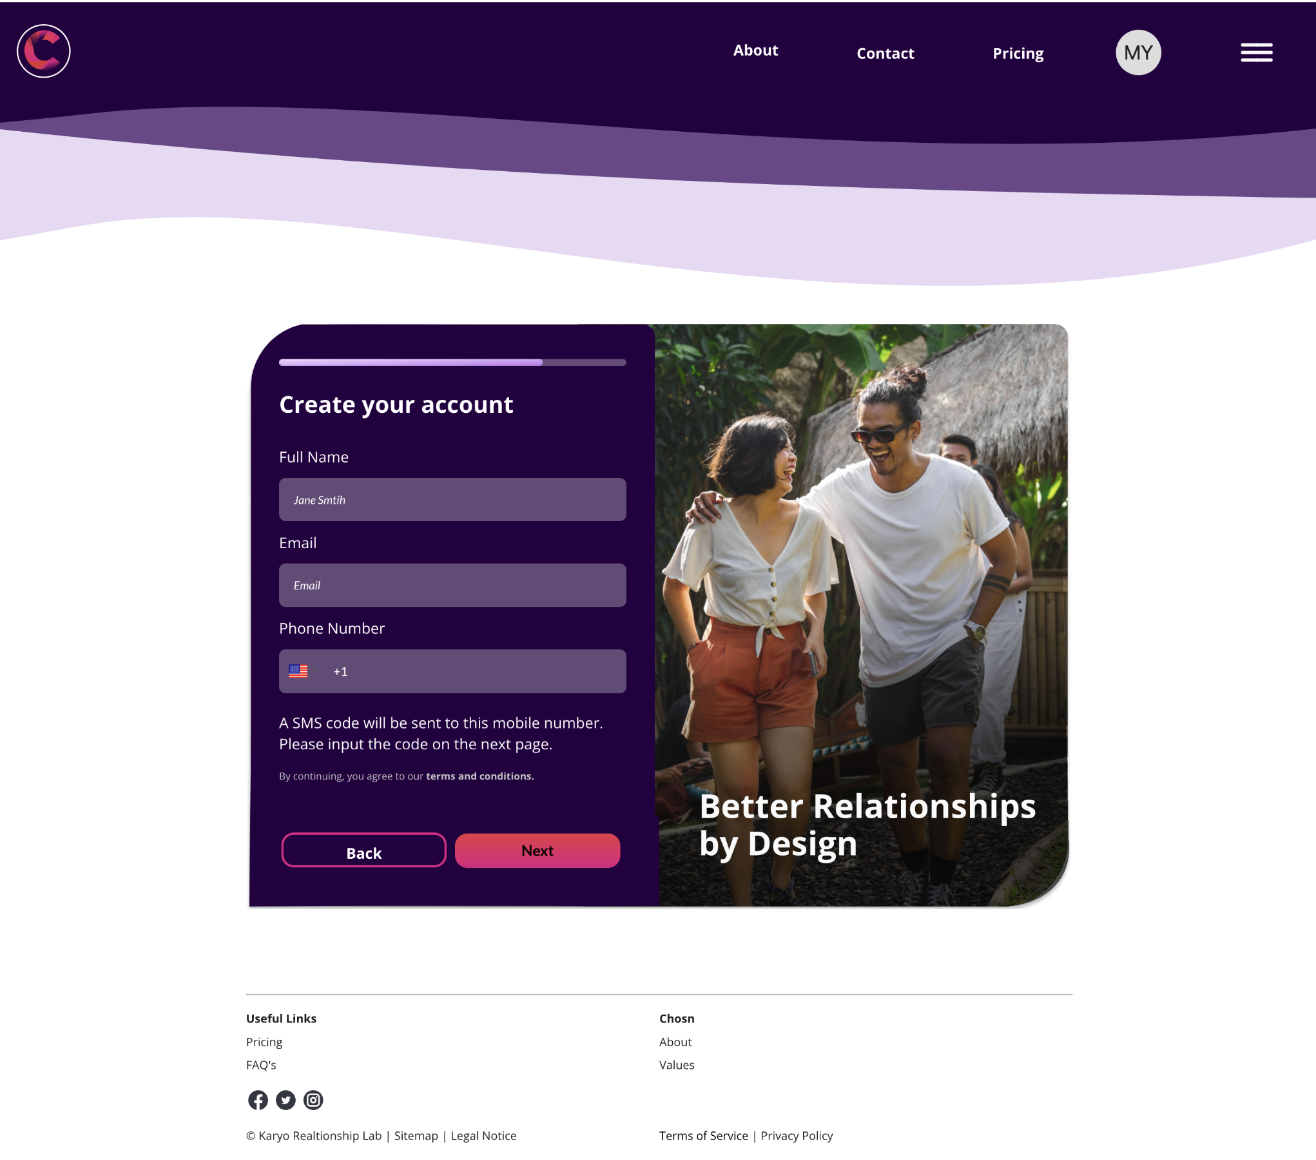 C
About
Contact
Pricing
MY
Create your account
Full Name
Jane Smtih
Email
Email
Phone Number
+1
A SMS code will be sent to this mobile number.
Please input the code on the next page.
By continuing, you agree to our terms and conditions.
Back
Next
Better Relationships
by Design
Useful Links
Pricing
FAQ's
© Karyo Realtionship Lab | Sitemap | Legal Notice
Chosn
About
Values
Terms of Service | Privacy Policy